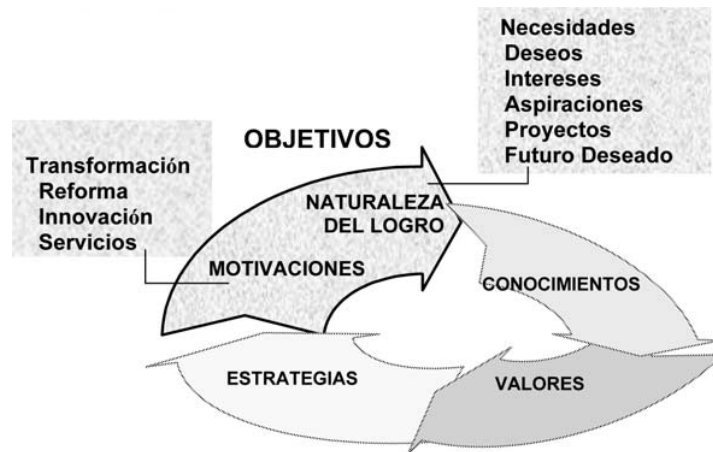 Necesidades
Deseos
Intereses
Aspiraciones
Proyectos
Futuro Deseado
OBJETIVOS
Transformación
Reforma
Innovación
Servicios
NATURALEZA
DEL LOGRO
MOTIVACIONES
CONOCIMIENTOS
ESTRATEGIAS
VALORES